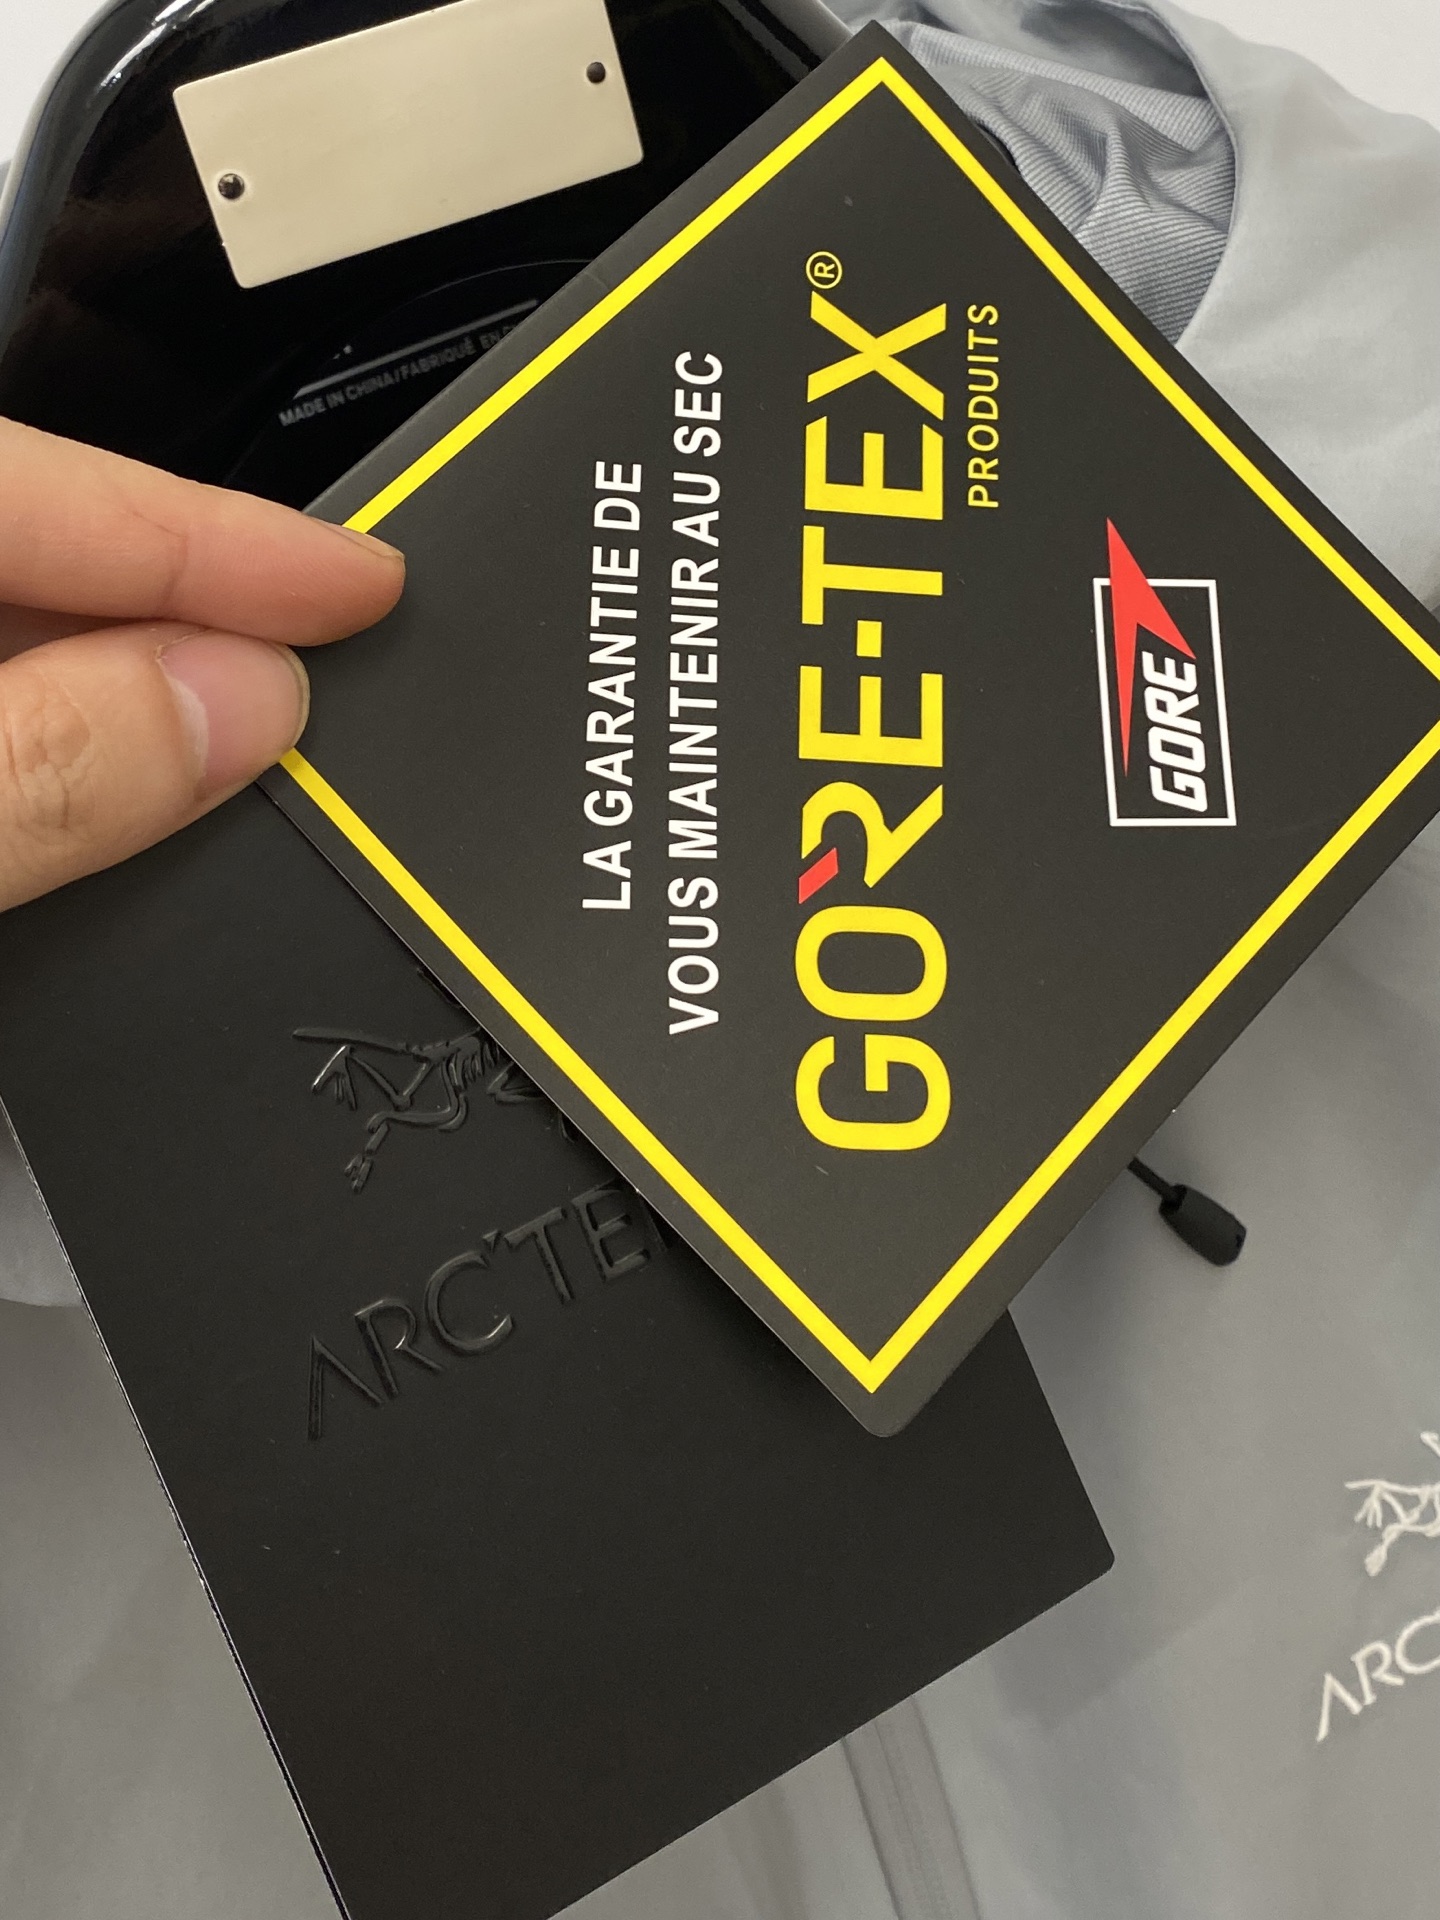 MADE IN CHINA/FABRIQUÉ EN
LA GARANTIE DE
VOUS MAINTENIR AU SEC
GORE-TEX®
PRODUITS
GORE
ARC'TE
ARC